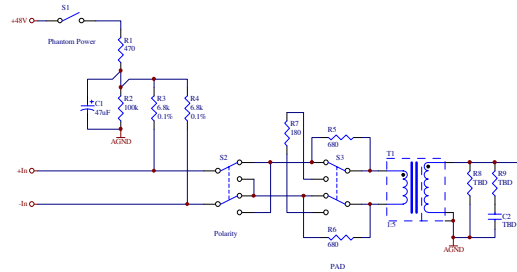 S1
+48V
Phantom Power
R1
470
C1
47uF
R2
100k
R3
6.8k
0.1%
R4
6.8k
0.1%
AGND
R7
180
R5
680
+In
S2
S3
T1
R8
TBD
R9
TBD
-In
C2
TBD
1:5
Polarity
R6
680
AGND
PAD